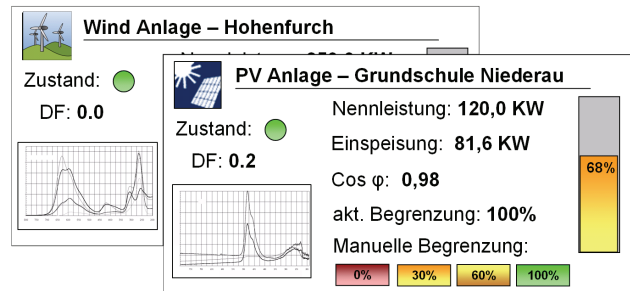 Wind Anlage – Hohenfurch
Zustand:
DF: 0.0
PV Anlage – Grundschule Niederau
Zustand:
DF: 0.2
Nennleistung: 120,0 KW
Einspeisung: 81,6 KW
Cos φ: 0,98
akt. Begrenzung: 100%
Manuelle Begrenzung:
0% 30% 60% 100%
68%